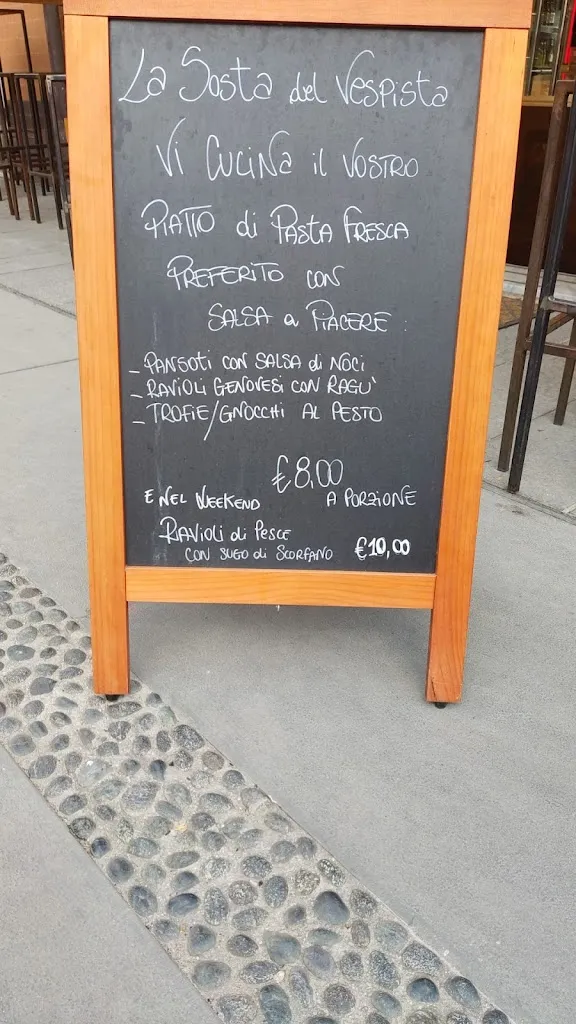 La Sosta del Vespista
Vi Cucina il Vostro
Piatto di Pasta Fresca
Preferito con
Salsa a Piacere :
- Pansoti con Salsa di Noci
- Ravioli Genovesi con Ragu'
- Trofie/Gnocchi al Pesto
€8,00
E nel Weekend A Porzione
Ravioli di Pesce
con sugo di Scorfano €10,00